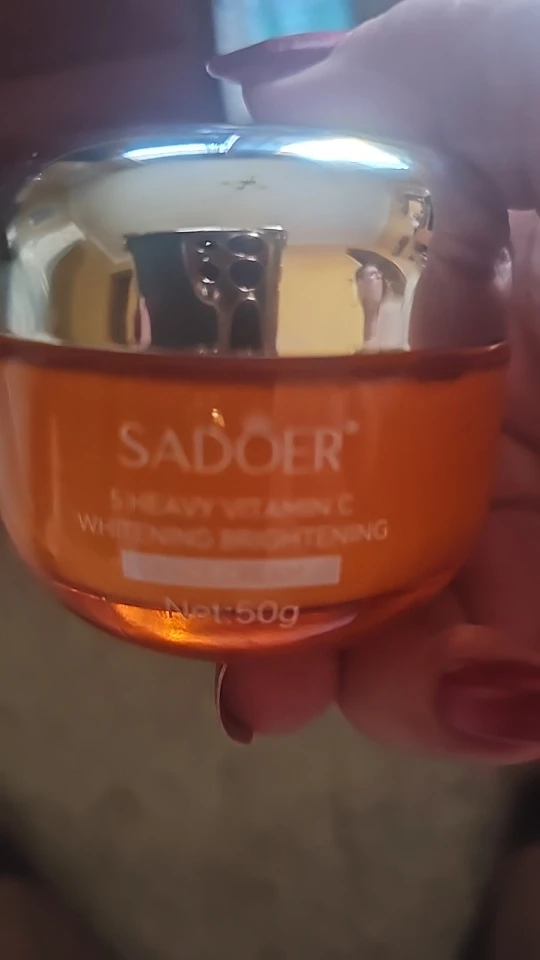 SADOER
5 HEAVY VITAMIN C
WHITENING BRIGHTENING
Net:50g